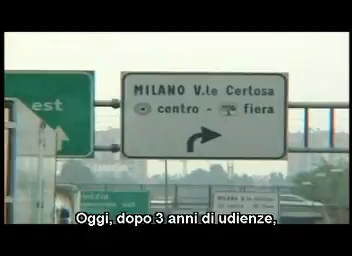 est
MILANO V.le Certosa
centro - fiera
Oggi, dopo 3 anni di udienze,